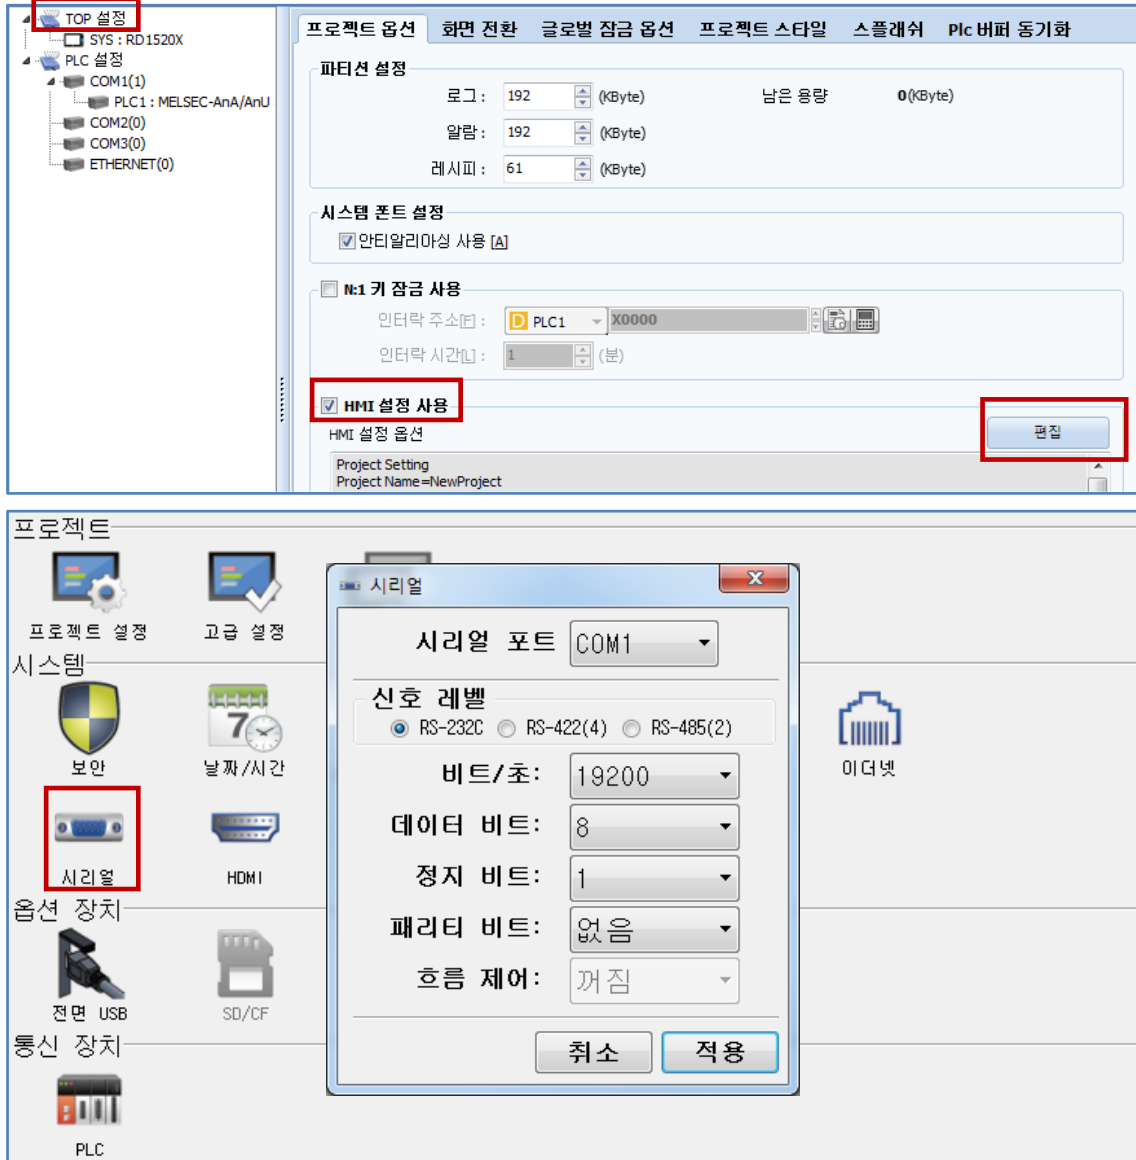 TOP 설정
SYS : RD1520X
PLC 설정
COM1(1)
PLC1 : MELSEC-AnA/AnU
COM2(0)
COM3(0)
ETHERNET(0)
프로젝트 옵션 화면 전환 글로벌 잠금 옵션 프로젝트 스타일 스플래쉬 Plc 버퍼 동기화
파티션 설정
로그 : 192 (KByte) 남은 용량 0(KByte)
알람 : 192 (KByte)
레시피 : 61 (KByte)
시스템 폰트 설정
안티알리아싱 사용 [A]
N:1 키 잠금 사용
인터락 주소[F] : D PLC1 X0000
인터락 시간[L] : 1 (분)
HMI 설정 사용
HMI 설정 옵션 편집
Project Setting
Project Name=NewProject
프로젝트
프로젝트 설정 고급 설정
시스템
보안 날짜/시간 이더넷
시리얼 HDMI
옵션 장치
전면 USB SD/CF
통신 장치
PLC
시리얼
시리얼 포트 COM1
신호 레벨
RS-232C RS-422(4) RS-485(2)
비트/초: 19200
데이터 비트: 8
정지 비트: 1
패리티 비트: 없음
흐름 제어: 꺼짐
취소 적용